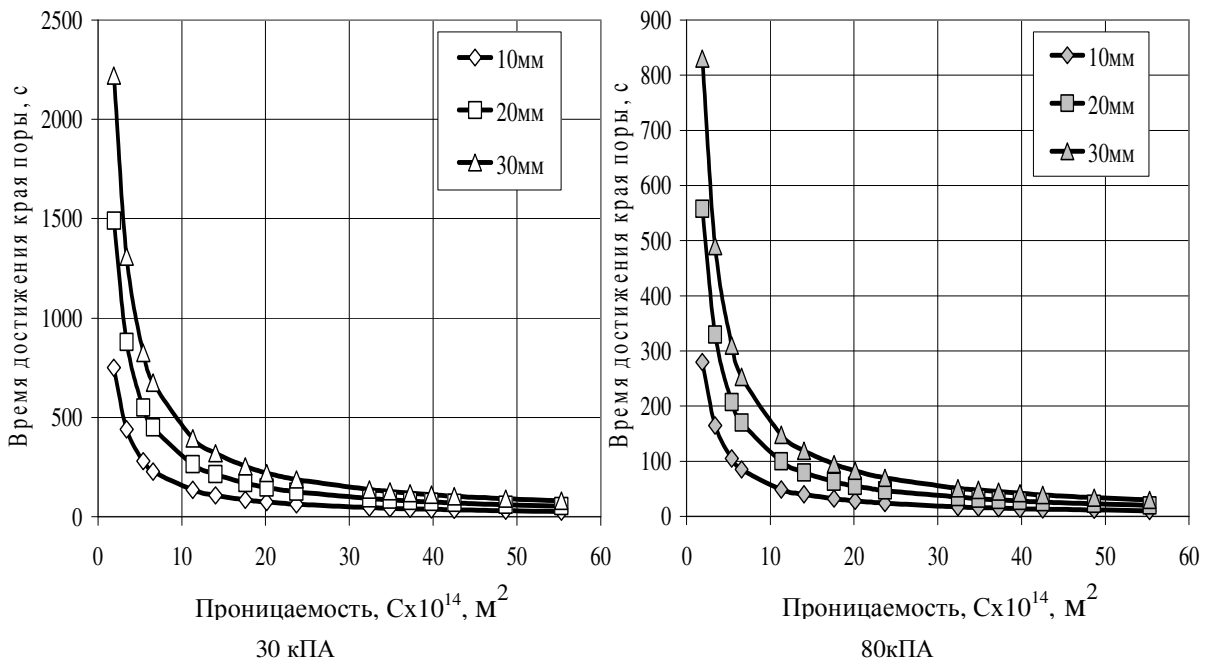 Время достижения края поры, с
2500
2000
1500
1000
500
0
0 10 20 30 40 50 60
10мм
20мм
30мм
Проницаемость, Сх10¹⁴, м²
30 кПА
Время достижения края поры, с
900
800
700
600
500
400
300
200
100
0
0 10 20 30 40 50 60
10мм
20мм
30мм
Проницаемость, Сх10¹⁴, м²
80кПА